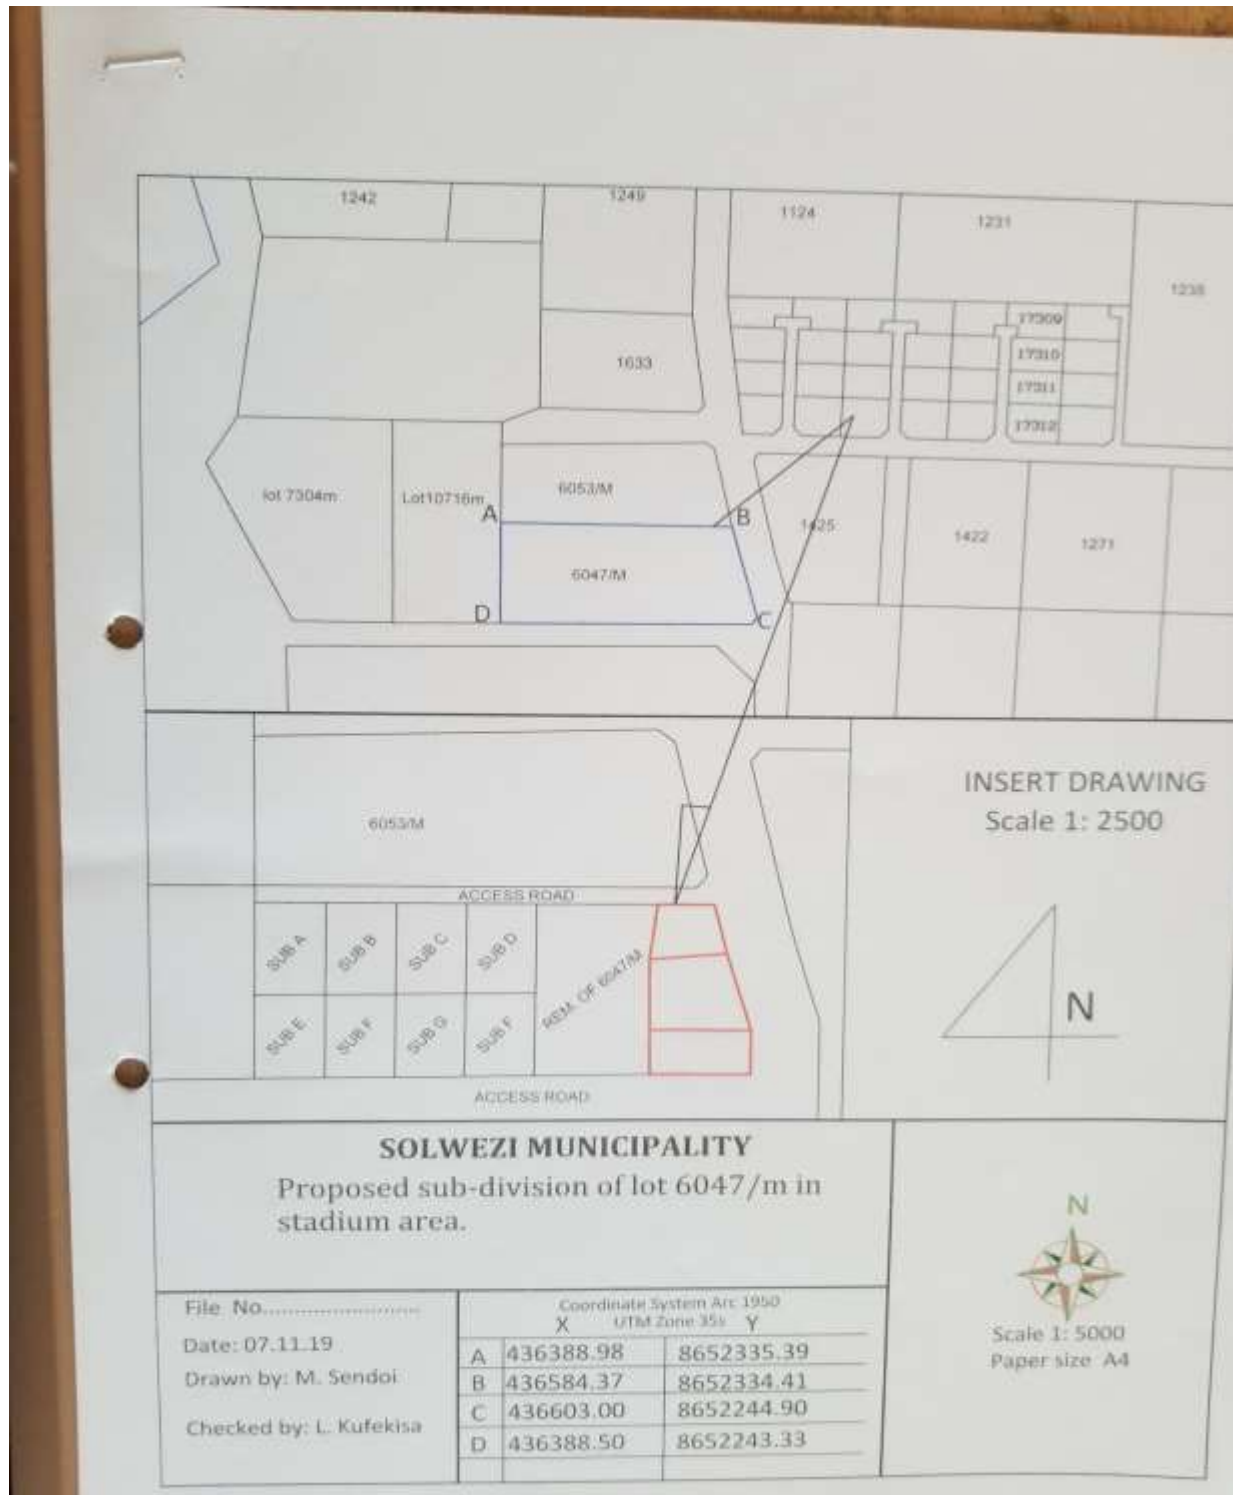 1242
1249
1124
1231
1238
17309
1633
17310
17311
17312
lot 7304m
Lot10716m
6053/M
A
B
1425
1422
1271
6047/M
D
C
INSERT DRAWING
Scale 1: 2500
6053/M
ACCESS ROAD
SUB A
SUB B
SUB C
SUB D
REM. OF 6047/M
SUB E
SUB F
SUB G
SUB F
N
ACCESS ROAD
SOLWEZI MUNICIPALITY
Proposed sub-division of lot 6047/m in
stadium area.
N
Scale 1: 5000
Paper size A4
File No..........................
Date: 07.11.19
Drawn by: M. Sendoi
Checked by: L. Kufekisa
Coordinate System Arc 1950
X UTM Zone 35s Y
A 436388.98 8652335.39
B 436584.37 8652334.41
C 436603.00 8652244.90
D 436388.50 8652243.33